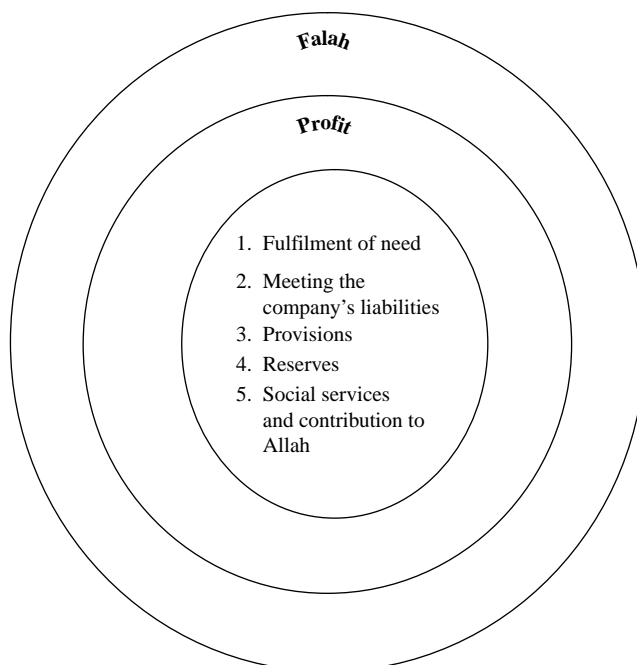 Falah
Profit
1. Fulfilment of need
2. Meeting the
company’s liabilities
3. Provisions
4. Reserves
5. Social services
and contribution to
Allah